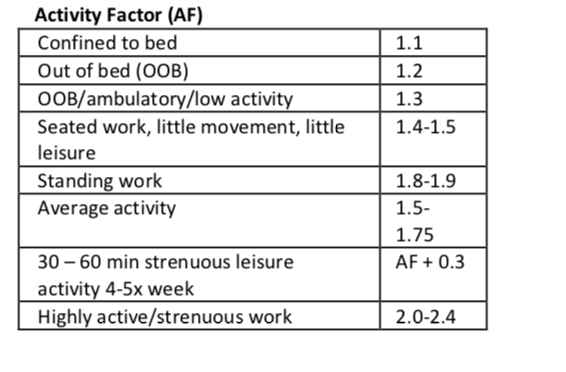 Activity Factor (AF)
Confined to bed 1.1
Out of bed (OOB) 1.2
OOB/ambulatory/low activity 1.3
Seated work, little movement, little 1.4-1.5
leisure
Standing work 1.8-1.9
Average activity 1.5-
1.75
30 – 60 min strenuous leisure AF + 0.3
activity 4-5x week
Highly active/strenuous work 2.0-2.4